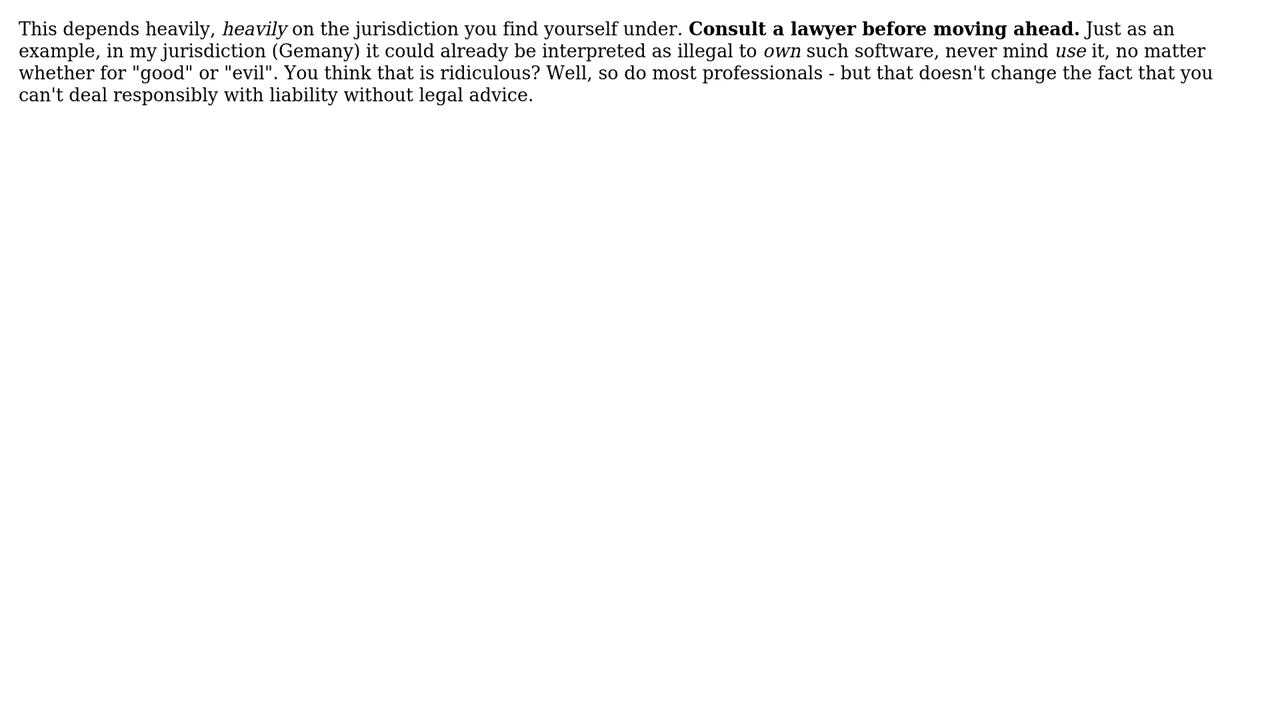 This depends heavily, heavily on the jurisdiction you find yourself under. Consult a lawyer before moving ahead. Just as an
example, in my jurisdiction (Gemany) it could already be interpreted as illegal to own such software, never mind use it, no matter
whether for "good" or "evil". You think that is ridiculous? Well, so do most professionals - but that doesn't change the fact that you
can't deal responsibly with liability without legal advice.